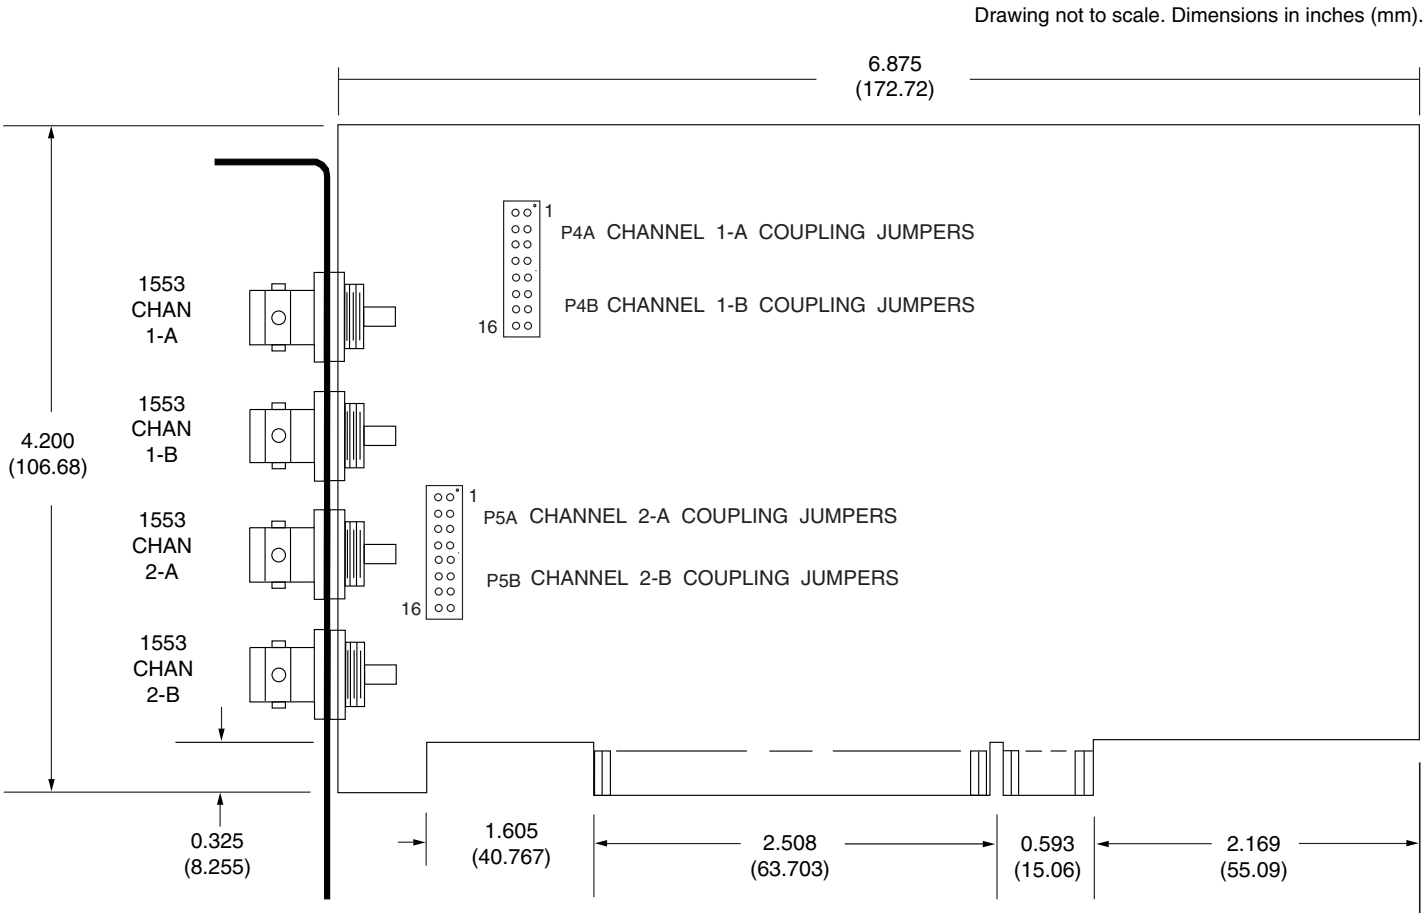 Drawing not to scale. Dimensions in inches (mm).
6.875
(172.72)
1
P4A CHANNEL 1-A COUPLING JUMPERS
P4B CHANNEL 1-B COUPLING JUMPERS
16
1553
CHAN
1-A
1553
CHAN
1-B
4.200
(106.68)
1
P5A CHANNEL 2-A COUPLING JUMPERS
1553
CHAN
2-A
P5B CHANNEL 2-B COUPLING JUMPERS
16
1553
CHAN
2-B
0.325
(8.255)
1.605
(40.767)
2.508
(63.703)
0.593
(15.06)
2.169
(55.09)